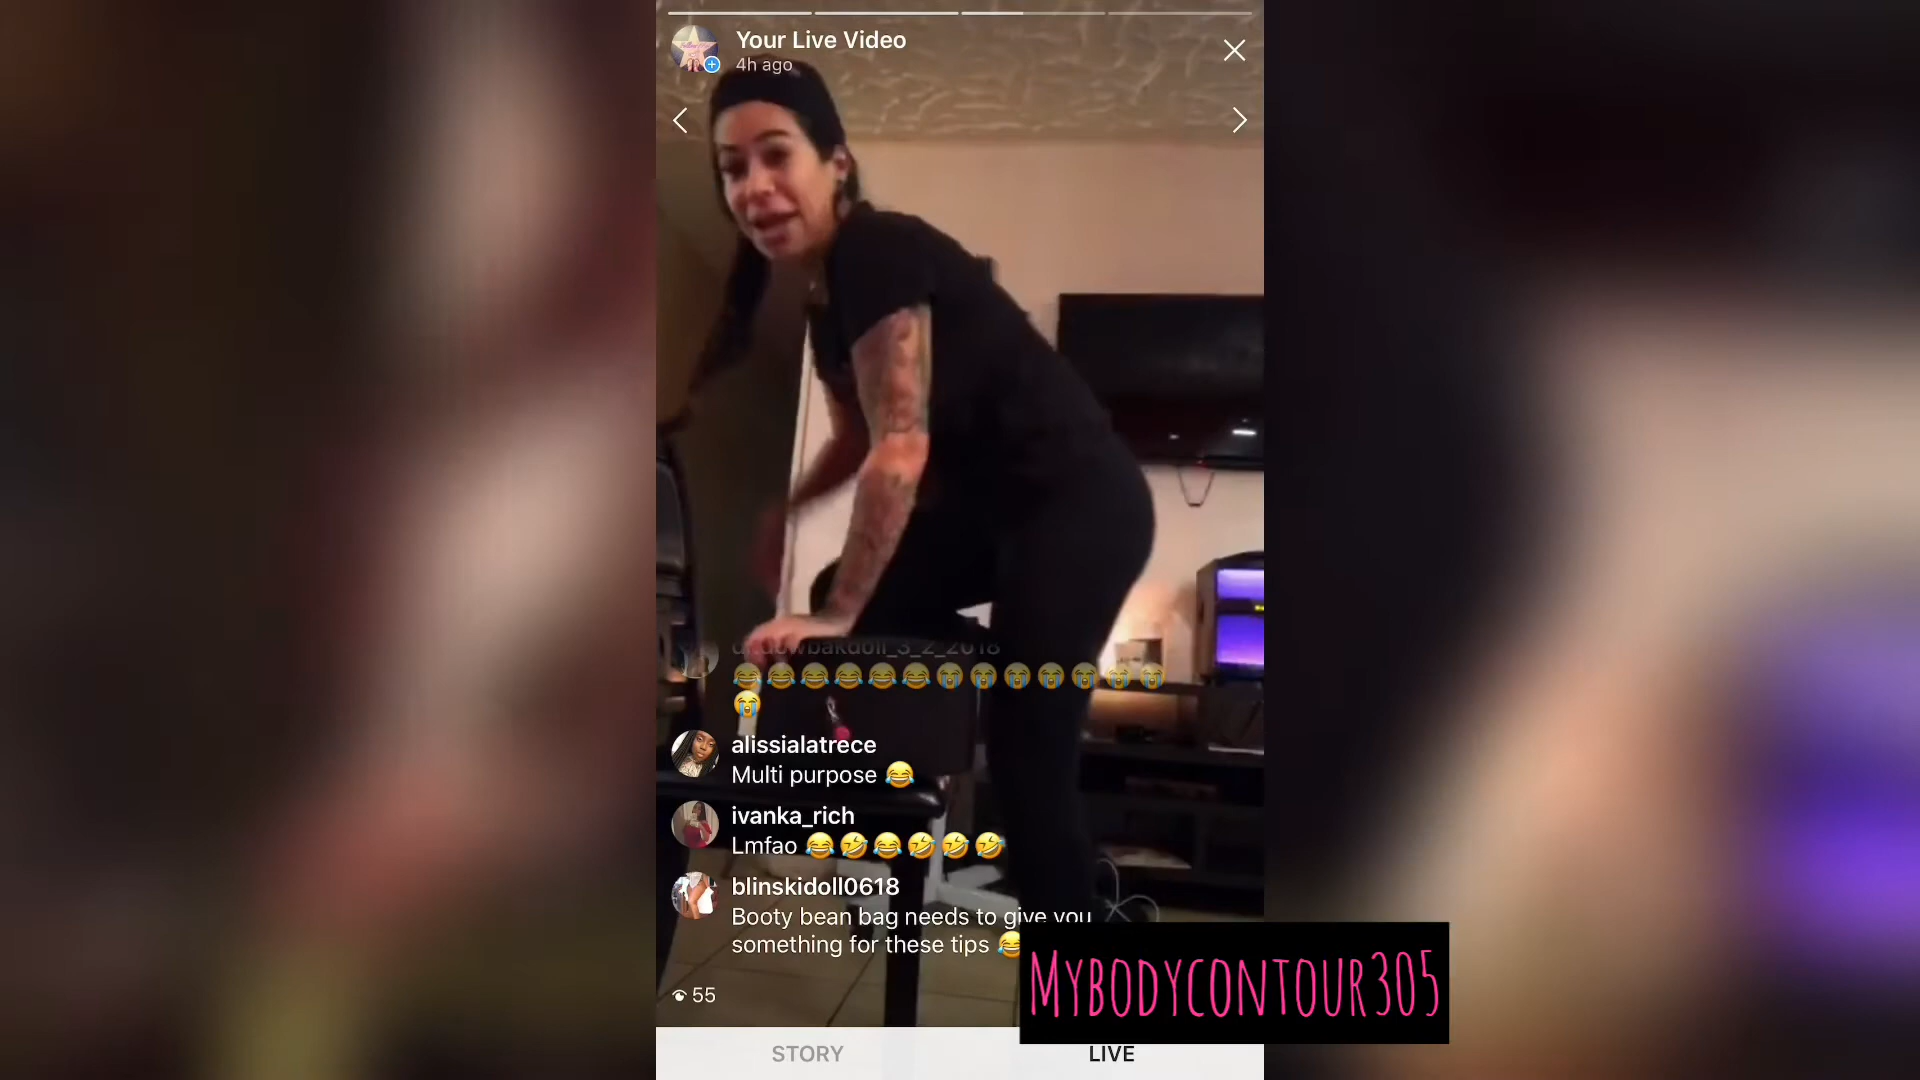 Your Live Video
4h ago
😂😂😂😂😂😂😭😭😭😭😭😭😭
😭
alissialatrece
Multi purpose 😂
ivanka_rich
Lmfao 😂🤣😂🤣🤣🤣
blinskidoll0618
Booty bean bag needs to give you
something for these tips 😂
55
MYBODYCONTOUR305
STORY
LIVE